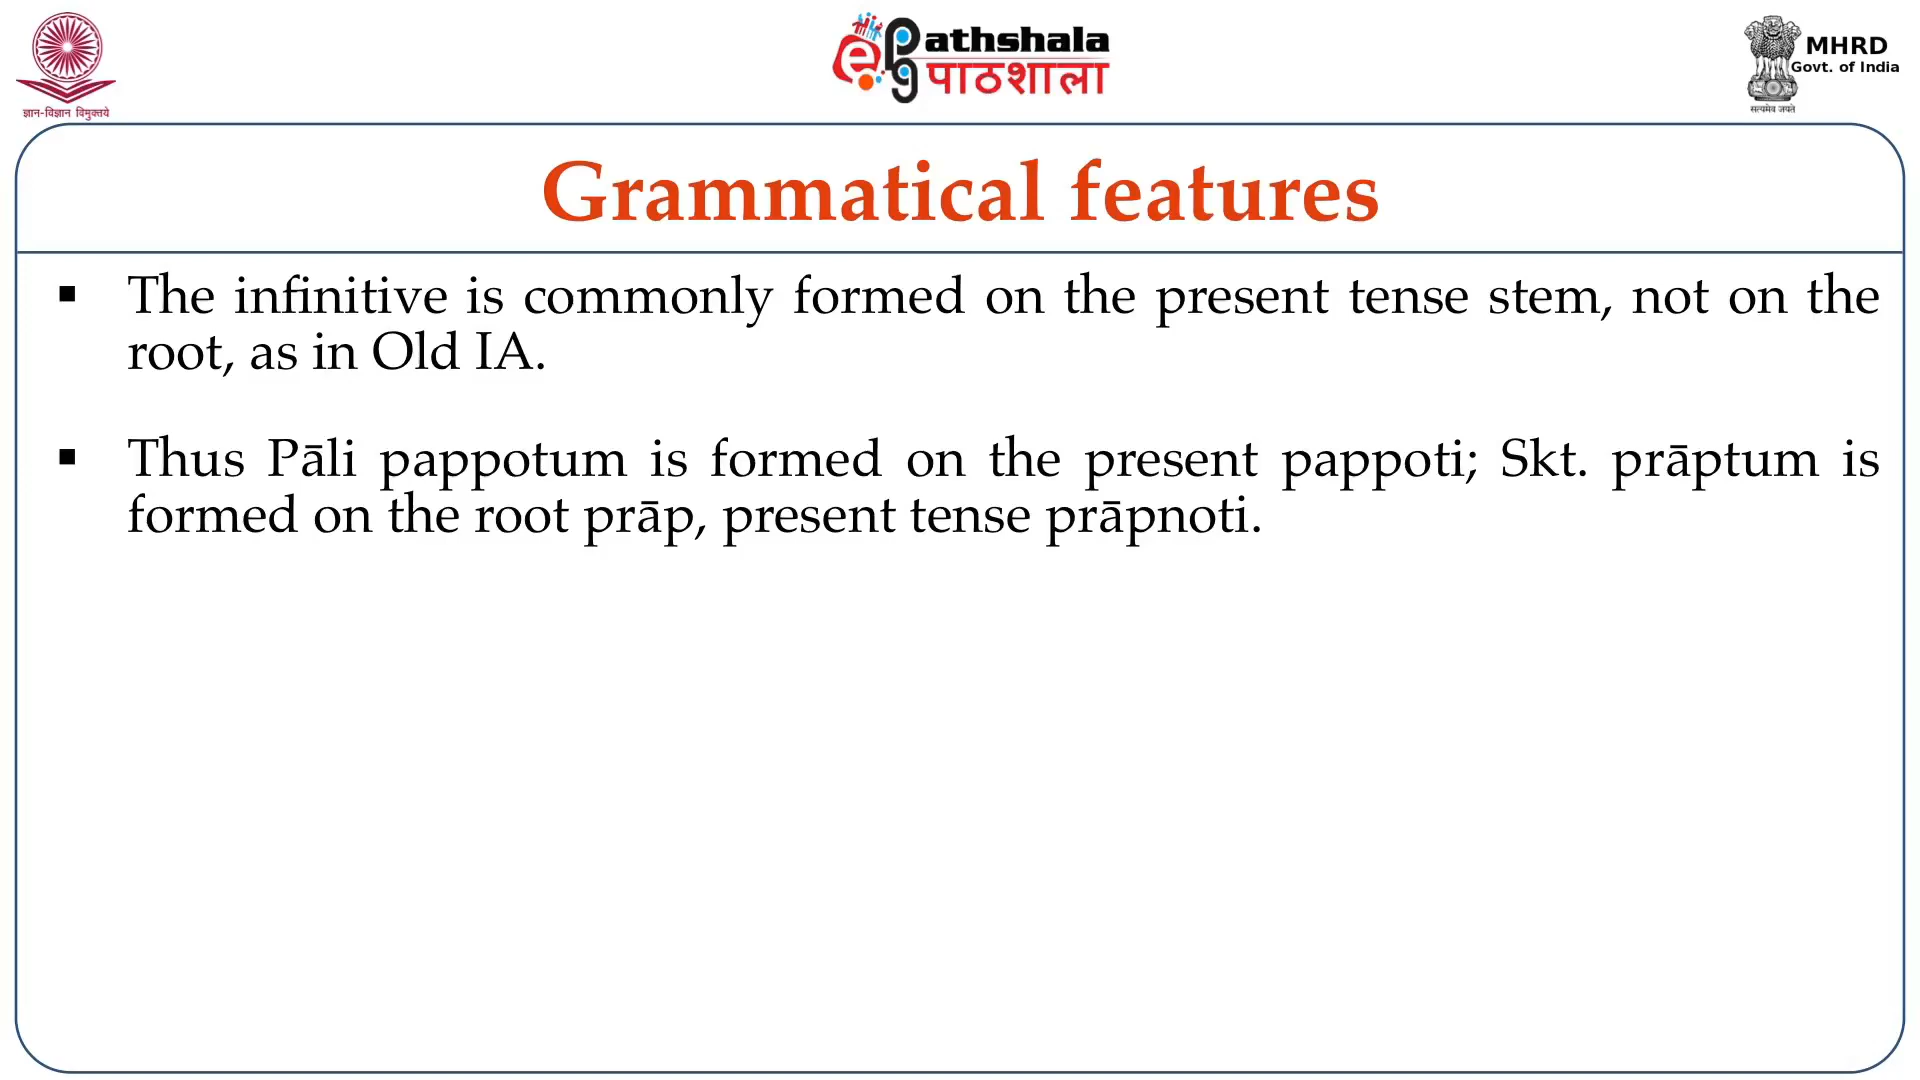 ज्ञान-विज्ञान विमुक्तये
ePathshala
पाठशाला
MHRD
Govt. of India
सत्यमेव जयते
Grammatical features
▪ The infinitive is commonly formed on the present tense stem, not on the
root, as in Old IA.
▪ Thus Pāli pappotum is formed on the present pappoti; Skt. prāptum is
formed on the root prāp, present tense prāpnoti.